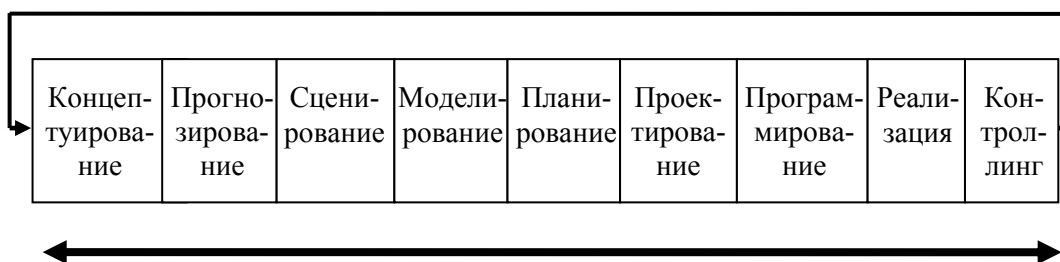 Концеп-
туирова-
ние
Прогно-
зирова-
ние
Сцени-
рование
Модели-
рование
Плани-
рование
Проек-
тирова-
ние
Програм-
мирова-
ние
Реали-
зация
Кон-
трол-
линг